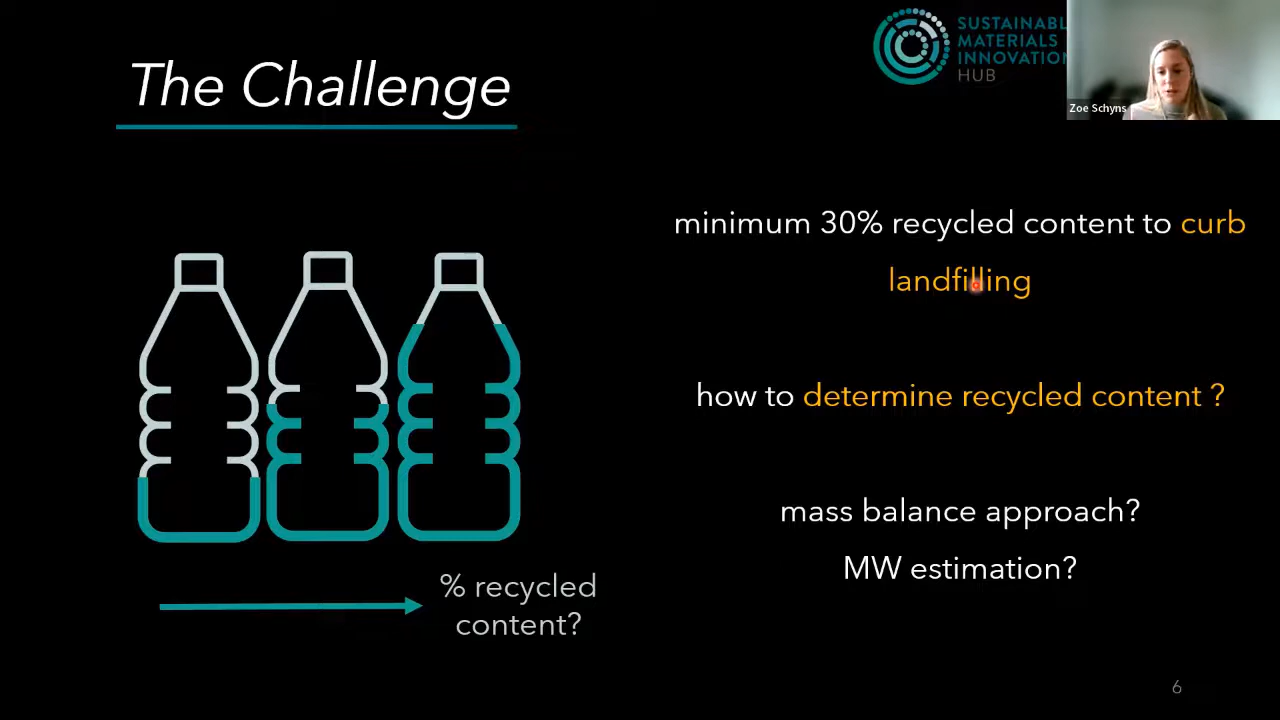 The Challenge
SUSTAINABL
MATERIALS
INNOVATION
HUB
Zoe Schyns
minimum 30% recycled content to curb
landfilling
how to determine recycled content ?
mass balance approach?
MW estimation?
% recycled
content?
6